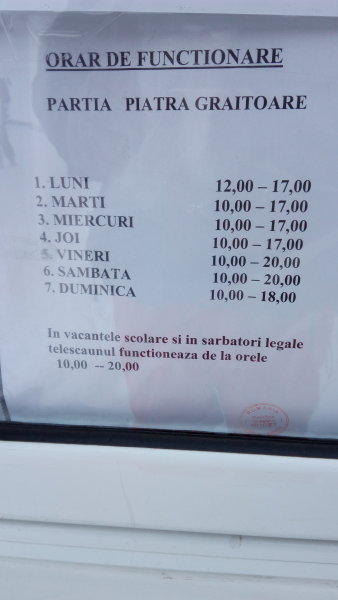 ORAR DE FUNCTIONARE
PARTIA PIATRA GRAITOARE
1. LUNI 12,00 – 17,00
2. MARTI 10,00 – 17,00
3. MIERCURI 10,00 – 17,00
4. JOI 10,00 – 17,00
5. VINERI 10,00 – 20,00
6. SAMBATA 10,00 – 20,00
7. DUMINICA 10,00 – 18,00
In vacantele scolare si in sarbatori legale
telescaunul functioneaza de la orele
10,00 -- 20,00
ROMANIA